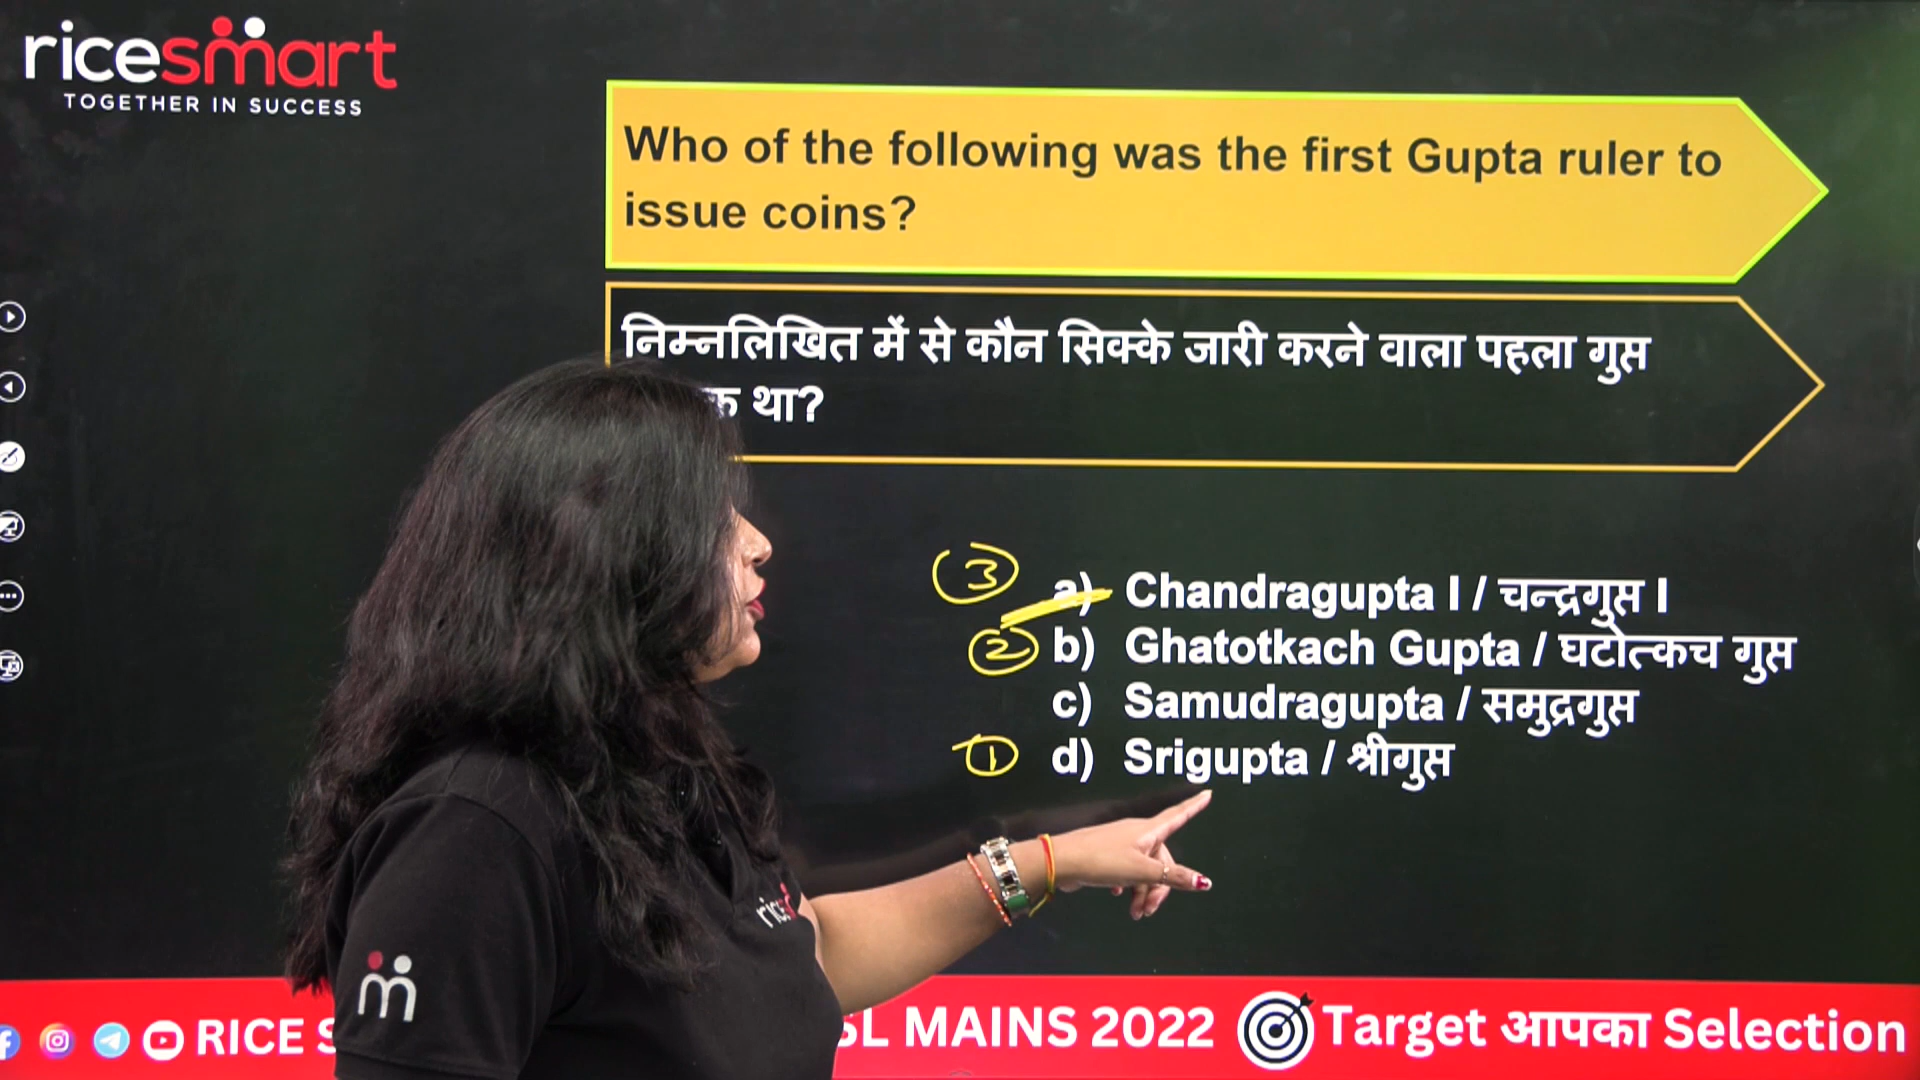 ricesmart
TOGETHER IN SUCCESS
Who of the following was the first Gupta ruler to
issue coins?
निम्नलिखित में से कौन सिक्के जारी करने वाला पहला गुप्त
था?
3
a) Chandragupta I / चन्द्रगुप्त I
2 b) Ghatotkach Gupta / घटोत्कच गुप्त
c) Samudragupta / समुद्रगुप्त
1 d) Srigupta / श्रीगुप्त
RICE S
SL MAINS 2022 Target आपका Selection